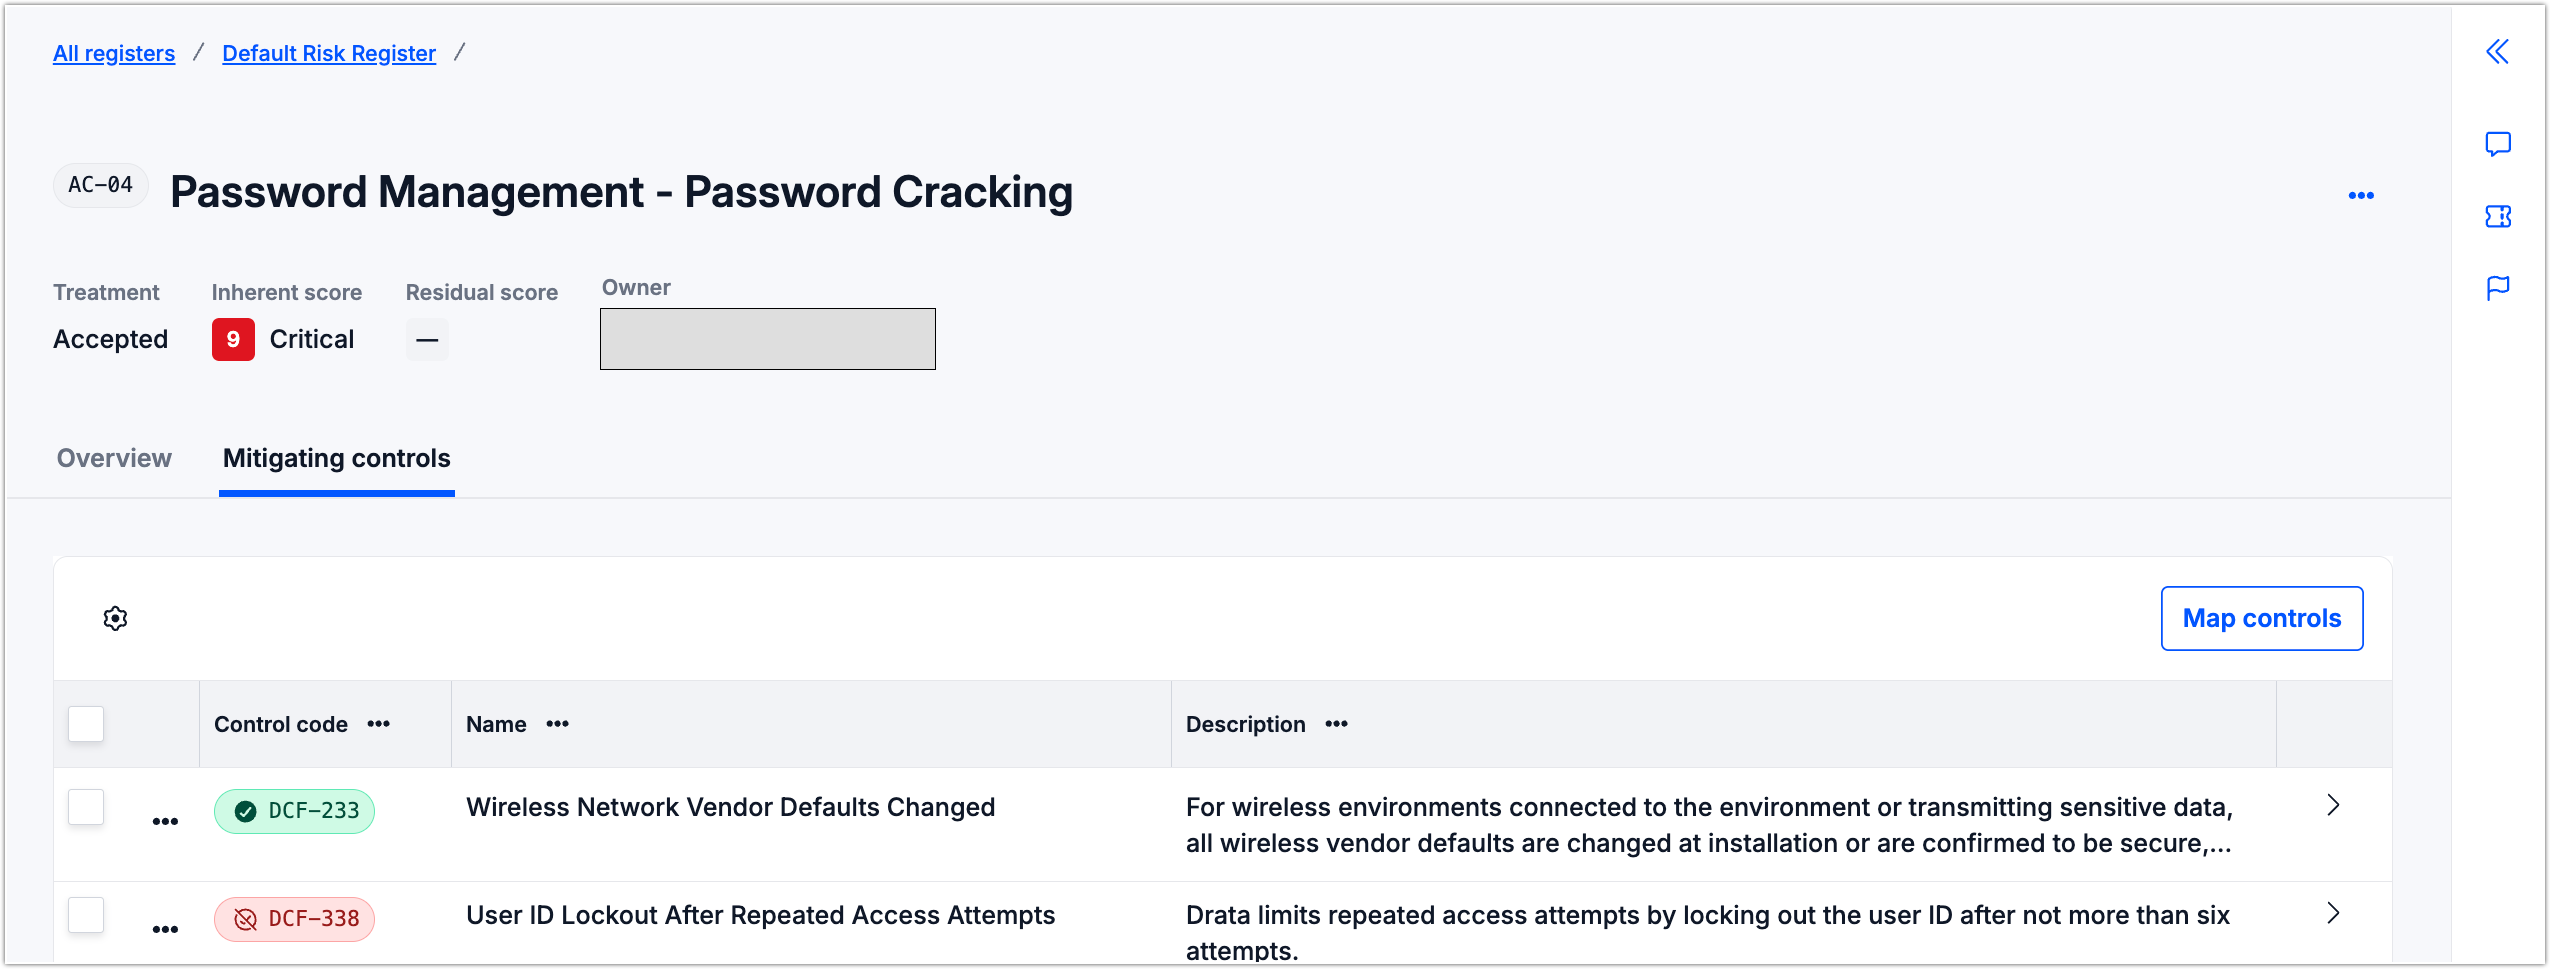 All registers / Default Risk Register /
AC-04 Password Management - Password Cracking
Treatment Inherent score Residual score Owner
Accepted 9 Critical —
Overview Mitigating controls
Map controls
Control code Name Description
DCF-233 Wireless Network Vendor Defaults Changed For wireless environments connected to the environment or transmitting sensitive data,
all wireless vendor defaults are changed at installation or are confirmed to be secure,...
DCF-338 User ID Lockout After Repeated Access Attempts Drata limits repeated access attempts by locking out the user ID after not more than six
attempts.